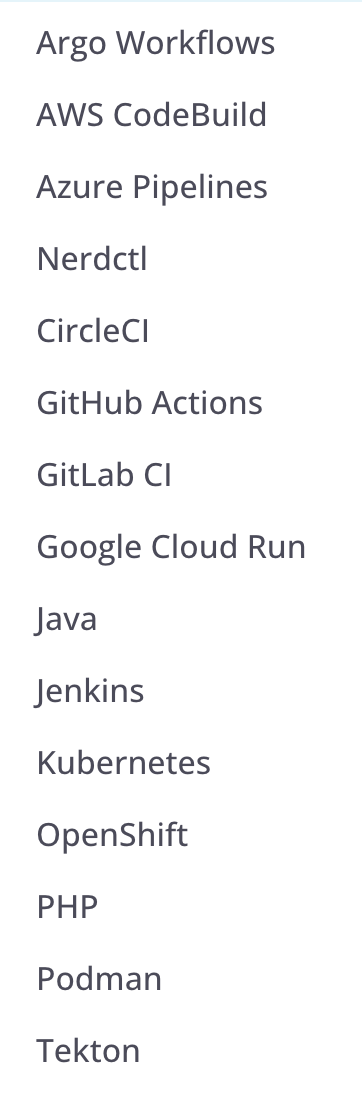 Argo Workflows
AWS CodeBuild
Azure Pipelines
Nerdctl
CircleCI
GitHub Actions
GitLab CI
Google Cloud Run
Java
Jenkins
Kubernetes
OpenShift
PHP
Podman
Tekton